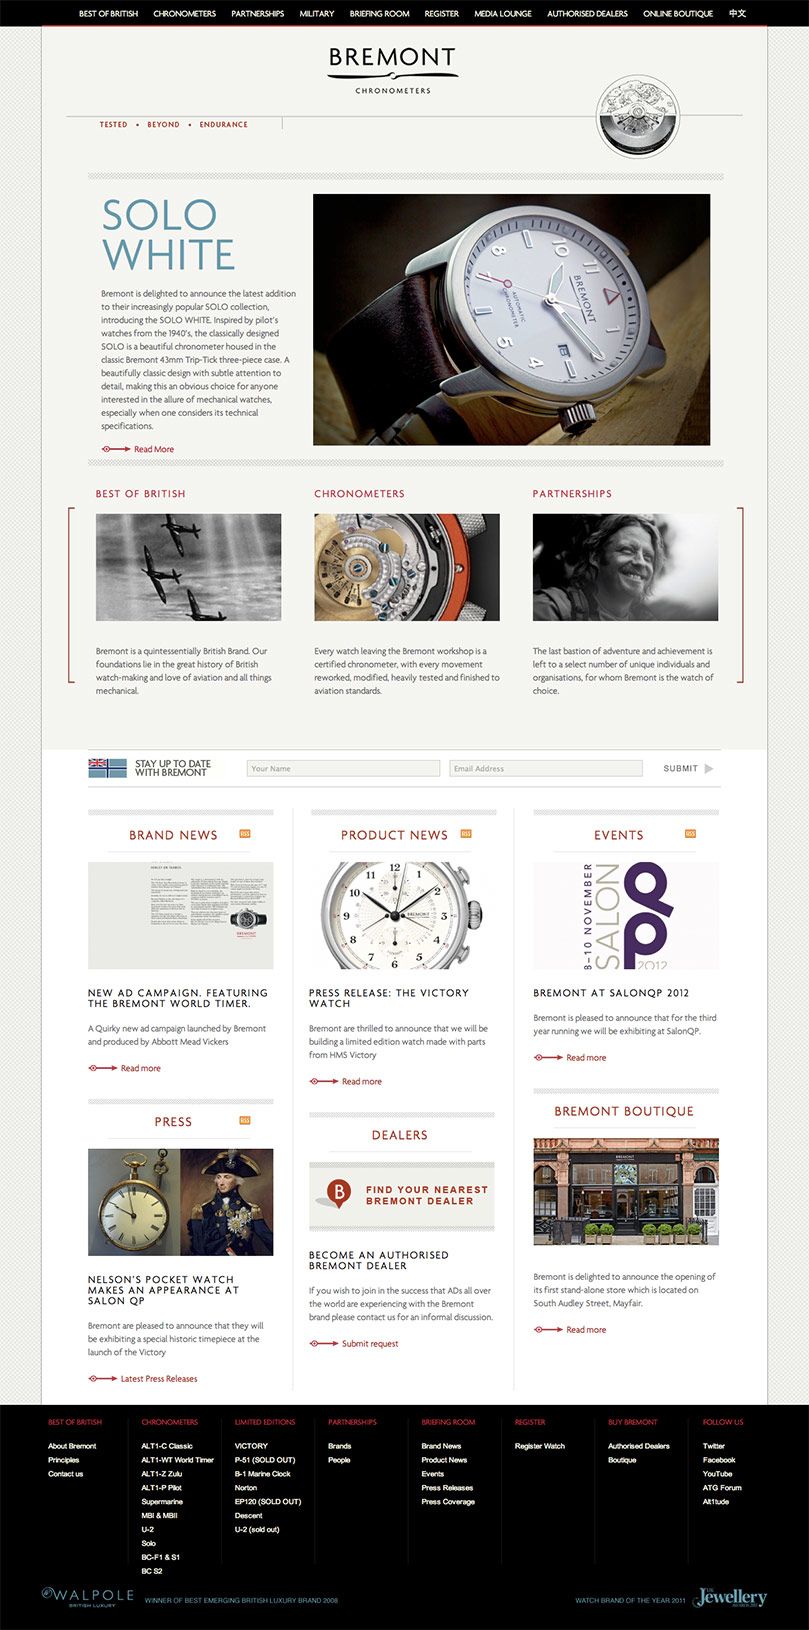 BEST OF BRITISH CHRONOMETERS PARTNERSHIPS MILITARY BRIEFING ROOM REGISTER MEDIA LOUNGE AUTHORISED DEALERS ONLINE BOUTIQUE 中文
BREMONT
CHRONOMETERS
TESTED • BEYOND • ENDURANCE
SOLO
WHITE
Bremont is delighted to announce the latest addition
to their increasingly popular SOLO collection,
introducing the SOLO WHITE. Inspired by pilot's
watches from the 1940's, the classically designed
SOLO is a beautiful chronometer housed in the
classic Bremont 43mm Trip-Tick three-piece case. A
beautifully classic design with subtle attention to
detail, making this an obvious choice for anyone
interested in the allure of mechanical watches,
especially when one considers its technical
specifications.
Read More
BREMONT
AUTOMATIC
CHRONOMETER
BEST OF BRITISH
Bremont is a quintessentially British Brand. Our
foundations lie in the great history of British
watch-making and love of aviation and all things
mechanical.
CHRONOMETERS
Every watch leaving the Bremont workshop is a
certified chronometer, with every movement
reworked, modified, heavily tested and finished to
aviation standards.
PARTNERSHIPS
The last bastion of adventure and achievement is
left to a select number of unique individuals and
organisations, for whom Bremont is the watch of
choice.
STAY UP TO DATE
WITH BREMONT
Your Name
Email Address
SUBMIT
BRAND NEWS RSS
NEW AD CAMPAIGN. FEATURING
THE BREMONT WORLD TIMER.
A Quirky new ad campaign launched by Bremont
and produced by Abbott Mead Vickers
Read more
PRESS RSS
NELSON'S POCKET WATCH
MAKES AN APPEARANCE AT
SALON QP
Bremont are pleased to announce that they will
be exhibiting a special historic timepiece at the
launch of the Victory
Latest Press Releases
PRODUCT NEWS RSS
BREMONT
PRESS RELEASE: THE VICTORY
WATCH
Bremont are thrilled to announce that we will be
building a limited edition watch made with parts
from HMS Victory
Read more
DEALERS
B
FIND YOUR NEAREST
BREMONT DEALER
BECOME AN AUTHORISED
BREMONT DEALER
If you wish to join in the success that ADs all over
the world are experiencing with the Bremont
brand please contact us for an informal discussion.
Submit request
EVENTS RSS
8–10 NOVEMBER
SALON
QP
2012
BREMONT AT SALONQP 2012
Bremont is pleased to announce that for the third
year running we will be exhibiting at SalonQP.
Read more
BREMONT BOUTIQUE
BREMONT
Bremont is delighted to announce the opening of
its first stand-alone store which is located on
South Audley Street, Mayfair.
Read more
BEST OF BRITISH
About Bremont
Principles
Contact us
CHRONOMETERS
ALT1-C Classic
ALT1-WT World Timer
ALT1-Z Zulu
ALT1-P Pilot
Supermarine
MBI & MBII
U-2
Solo
BC-F1 & S1
BC S2
LIMITED EDITIONS
VICTORY
P-51 (SOLD OUT)
B-1 Marine Clock
Norton
EP120 (SOLD OUT)
Descent
U-2 (sold out)
PARTNERSHIPS
Brands
People
BRIEFING ROOM
Brand News
Product News
Events
Press Releases
Press Coverage
REGISTER
Register Watch
BUY BREMONT
Authorised Dealers
Boutique
FOLLOW US
Twitter
Facebook
YouTube
ATG Forum
Alt1tude
WALPOLE
BRITISH LUXURY
WINNER OF BEST EMERGING BRITISH LUXURY BRAND 2008
WATCH BRAND OF THE YEAR 2011
Jewellery